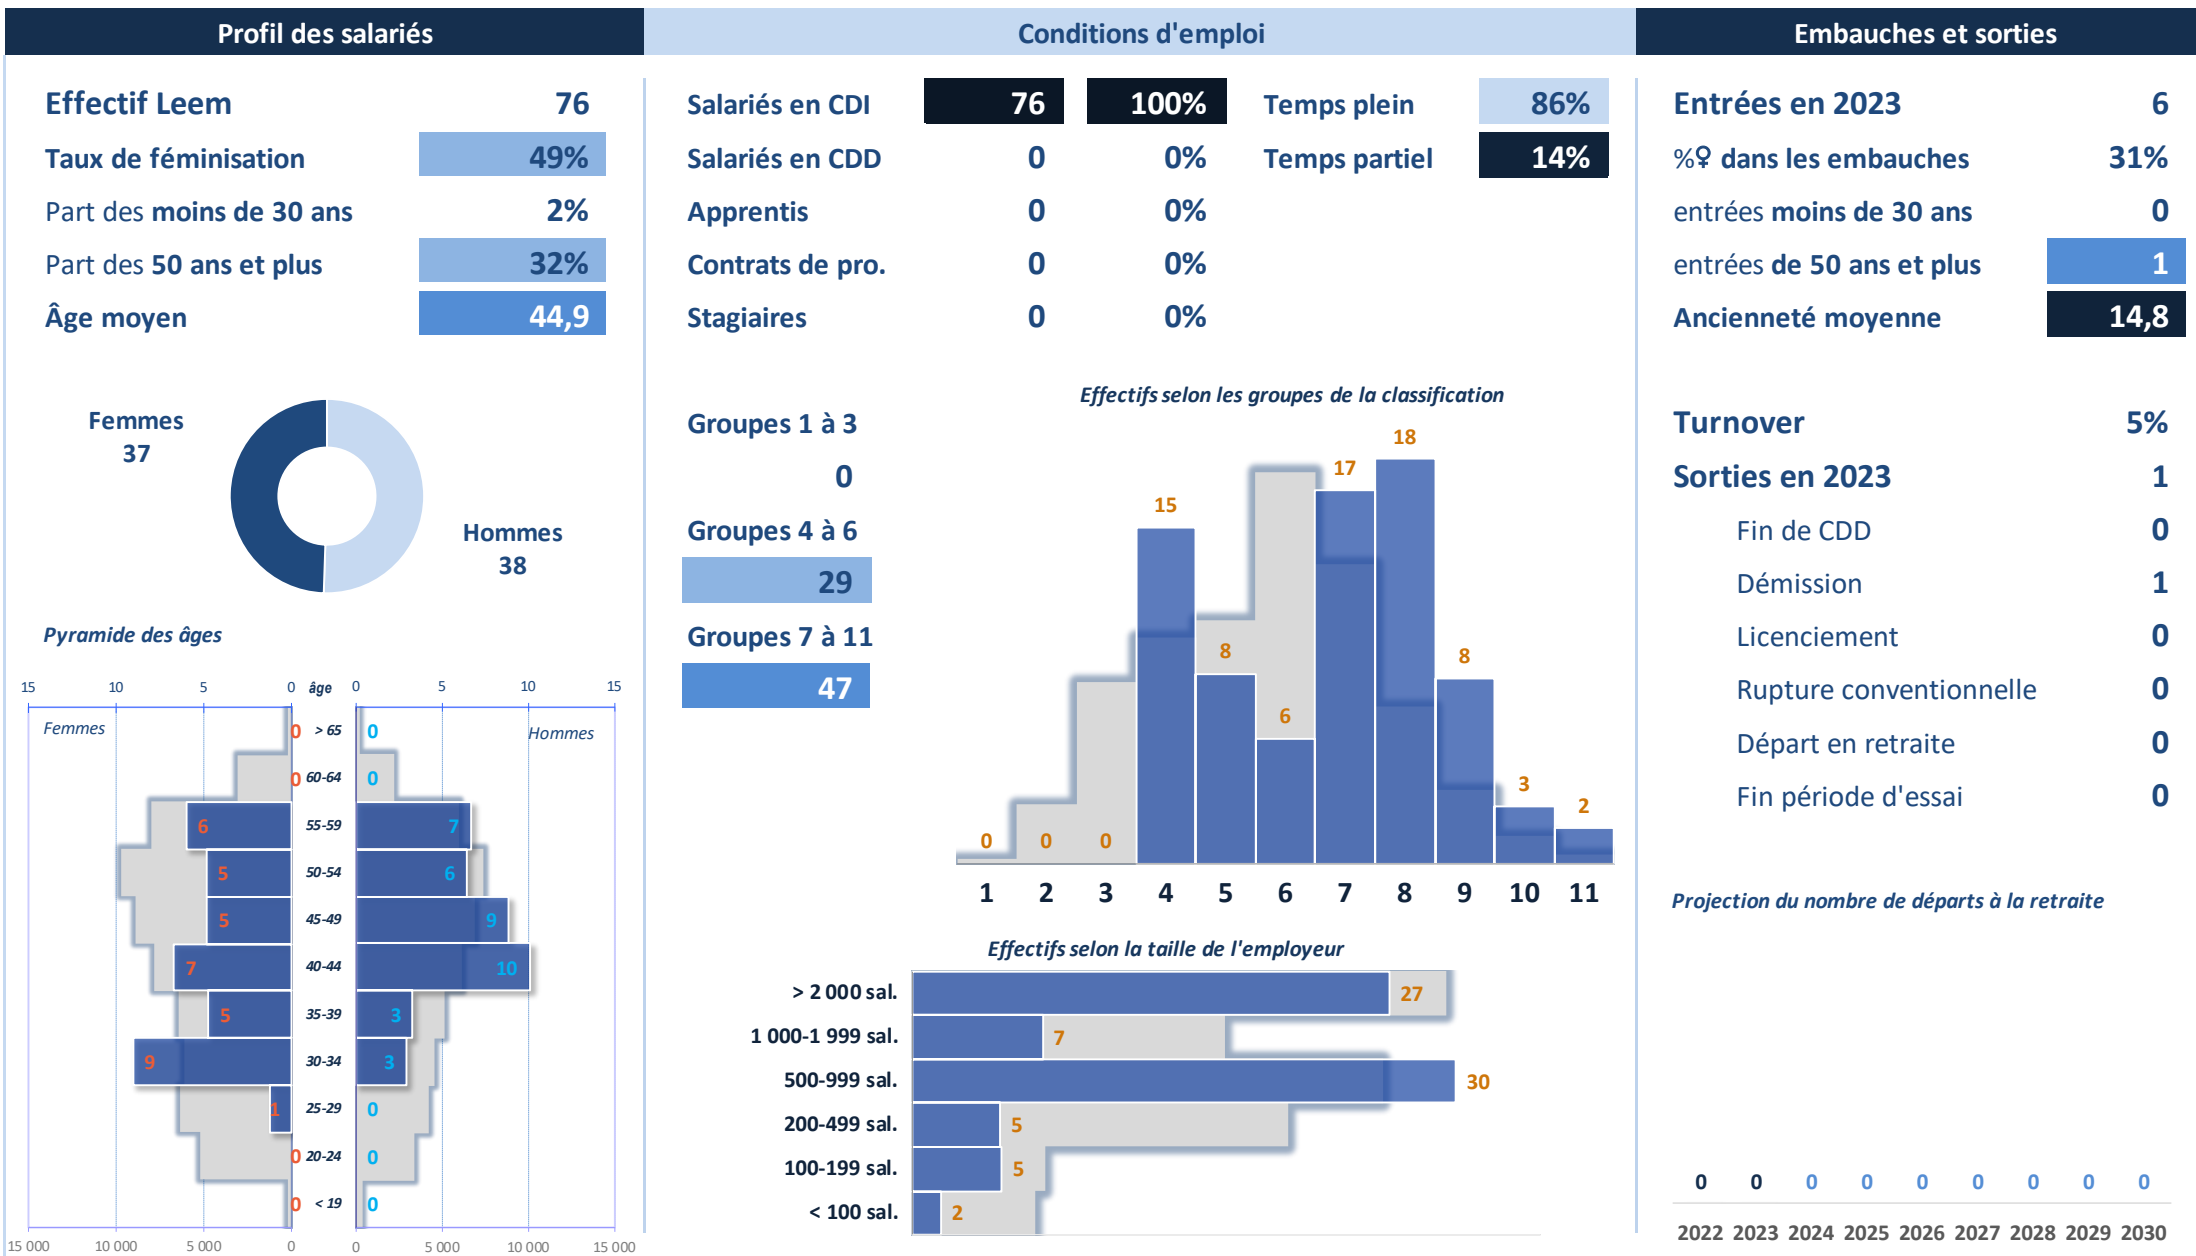 Profil des salariés
Conditions d'emploi
Embauches et sorties
Effectif Leem 76
Taux de féminisation 49%
Part des moins de 30 ans 2%
Part des 50 ans et plus 32%
Âge moyen 44,9
Femmes
37
Hommes
38
Pyramide des âges
15 10 5 0 âge 0 5 10 15
Femmes
Hommes
0 > 65 0
0 60-64 0
6 55-59 7
5 50-54 6
5 45-49 9
7 40-44 10
5 35-39 3
9 30-34 3
1 25-29 0
0 20-24 0
0 < 19 0
15 000 10 000 5 000 0 0 5 000 10 000 15 000
Salariés en CDI 76 100% Temps plein 86%
Salariés en CDD 0 0% Temps partiel 14%
Apprentis 0 0%
Contrats de pro. 0 0%
Stagiaires 0 0%
Groupes 1 à 3
0
Groupes 4 à 6
29
Groupes 7 à 11
47
Effectifs selon les groupes de la classification
0 0 0 15 8 6 17 18 8 3 2
1 2 3 4 5 6 7 8 9 10 11
Effectifs selon la taille de l'employeur
> 2 000 sal. 27
1 000-1 999 sal. 7
500-999 sal. 30
200-499 sal. 5
100-199 sal. 5
< 100 sal. 2
Entrées en 2023 6
%♀ dans les embauches 31%
entrées moins de 30 ans 0
entrées de 50 ans et plus 1
Ancienneté moyenne 14,8
Turnover 5%
Sorties en 2023 1
Fin de CDD 0
Démission 1
Licenciement 0
Rupture conventionnelle 0
Départ en retraite 0
Fin période d'essai 0
Projection du nombre de départs à la retraite
0 0 0 0 0 0 0 0 0
2022 2023 2024 2025 2026 2027 2028 2029 2030